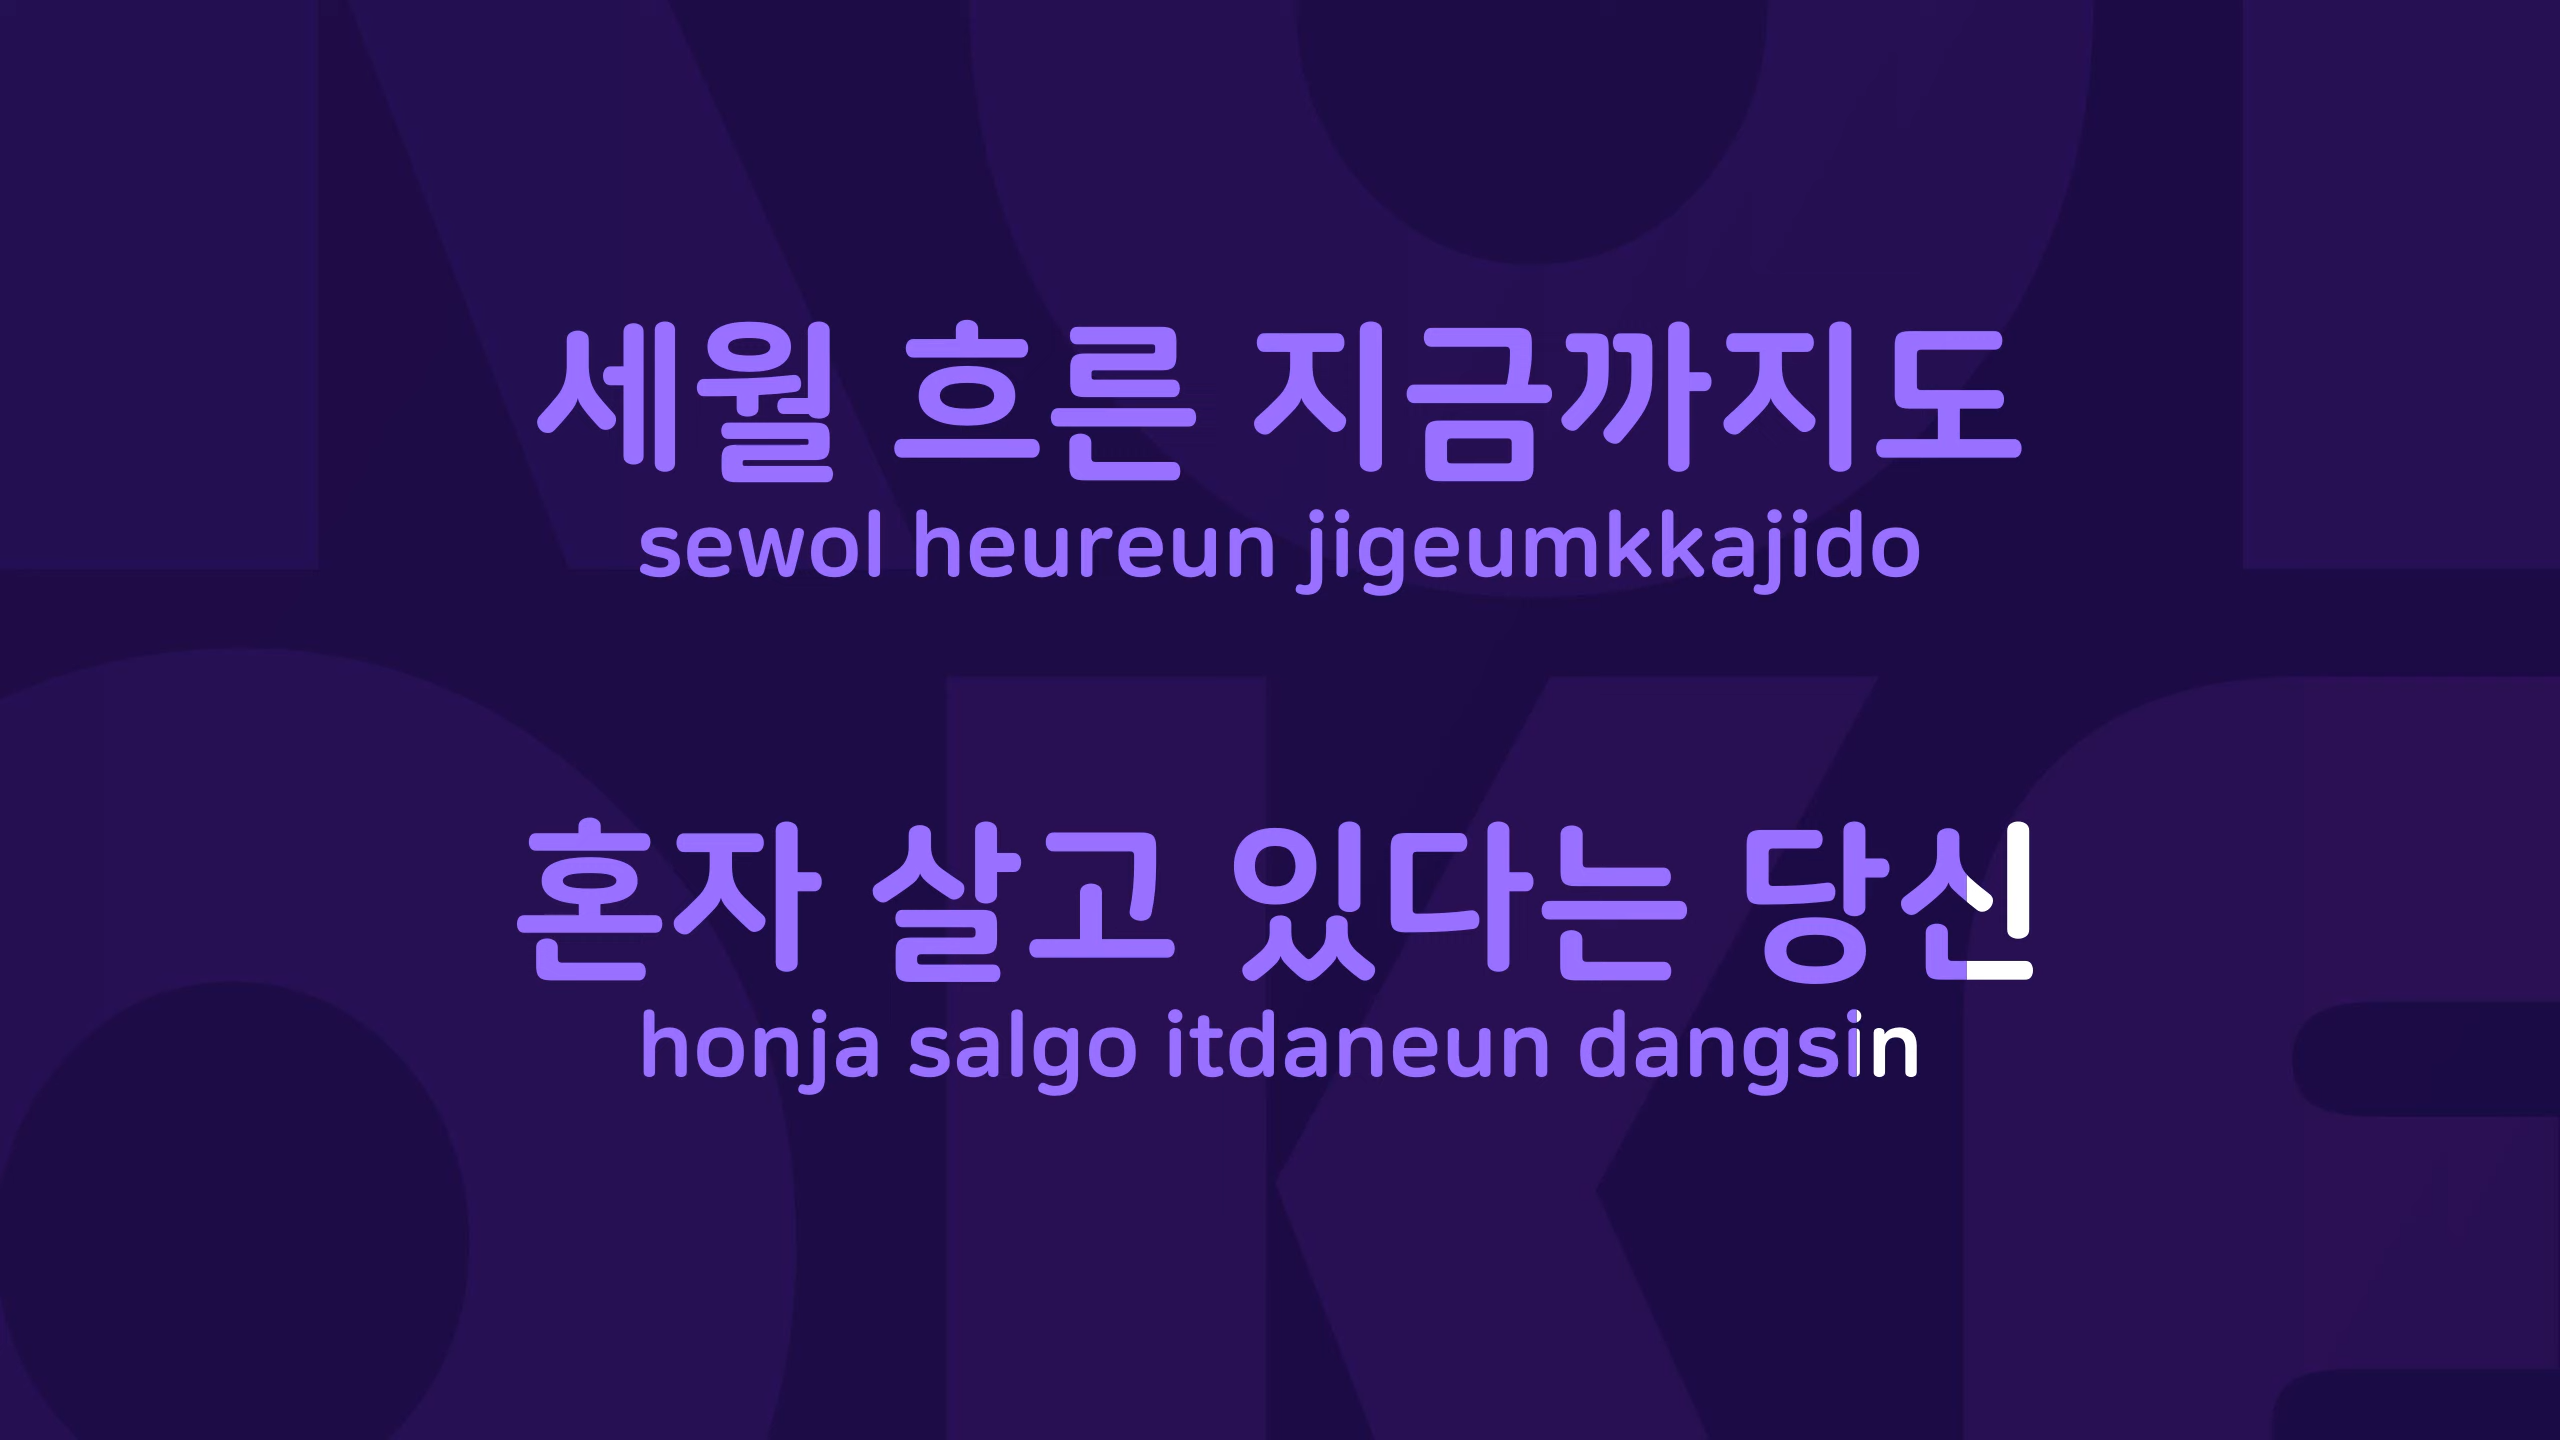 세월 흐른 지금까지도
sewol heureun jigeumkkajido
혼자 살고 있다는 당신
honja salgo itdaneun dangsin